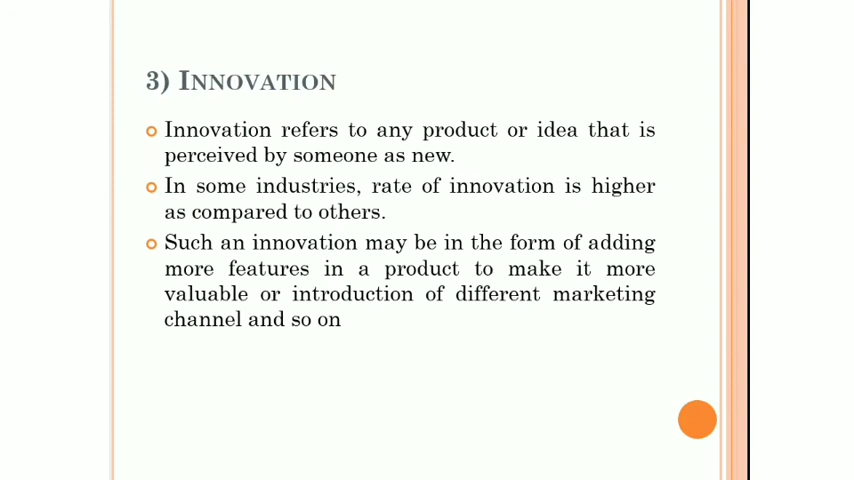 3) Innovation
Innovation refers to any product or idea that is
perceived by someone as new.
In some industries, rate of innovation is higher
as compared to others.
Such an innovation may be in the form of adding
more features in a product to make it more
valuable or introduction of different marketing
channel and so on